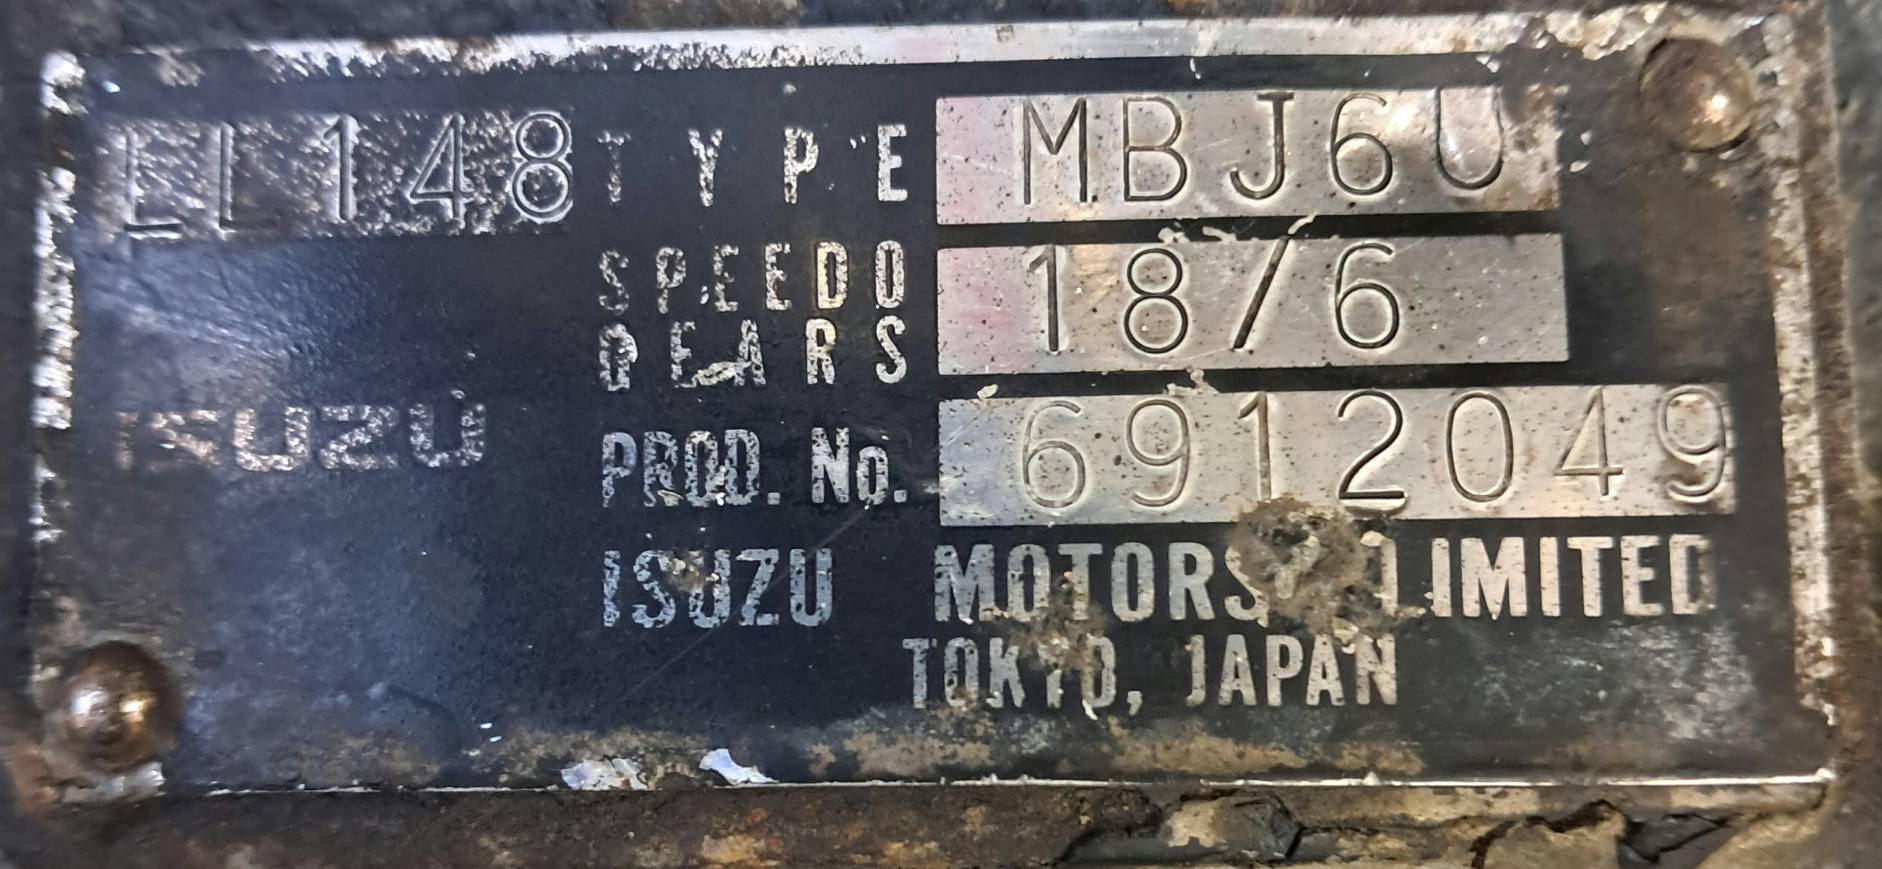 LL148 TYPE MBJ6U
SPEEDO 18/6
GEARS
ISUZU
PROD. No. 6912049
ISUZU MOTORS LIMITED
TOKYO, JAPAN